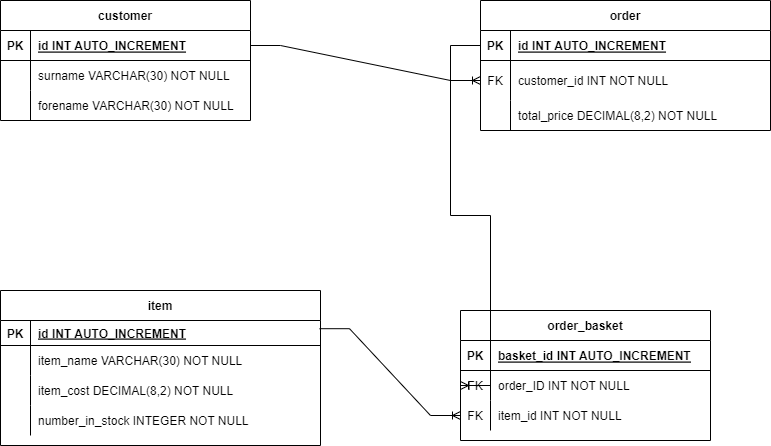 customer
PK id INT AUTO_INCREMENT
surname VARCHAR(30) NOT NULL
forename VARCHAR(30) NOT NULL
order
PK id INT AUTO_INCREMENT
FK customer_id INT NOT NULL
total_price DECIMAL(8,2) NOT NULL
item
PK id INT AUTO_INCREMENT
item_name VARCHAR(30) NOT NULL
item_cost DECIMAL(8,2) NOT NULL
number_in_stock INTEGER NOT NULL
order_basket
PK basket_id INT AUTO_INCREMENT
FK order_ID INT NOT NULL
FK item_id INT NOT NULL